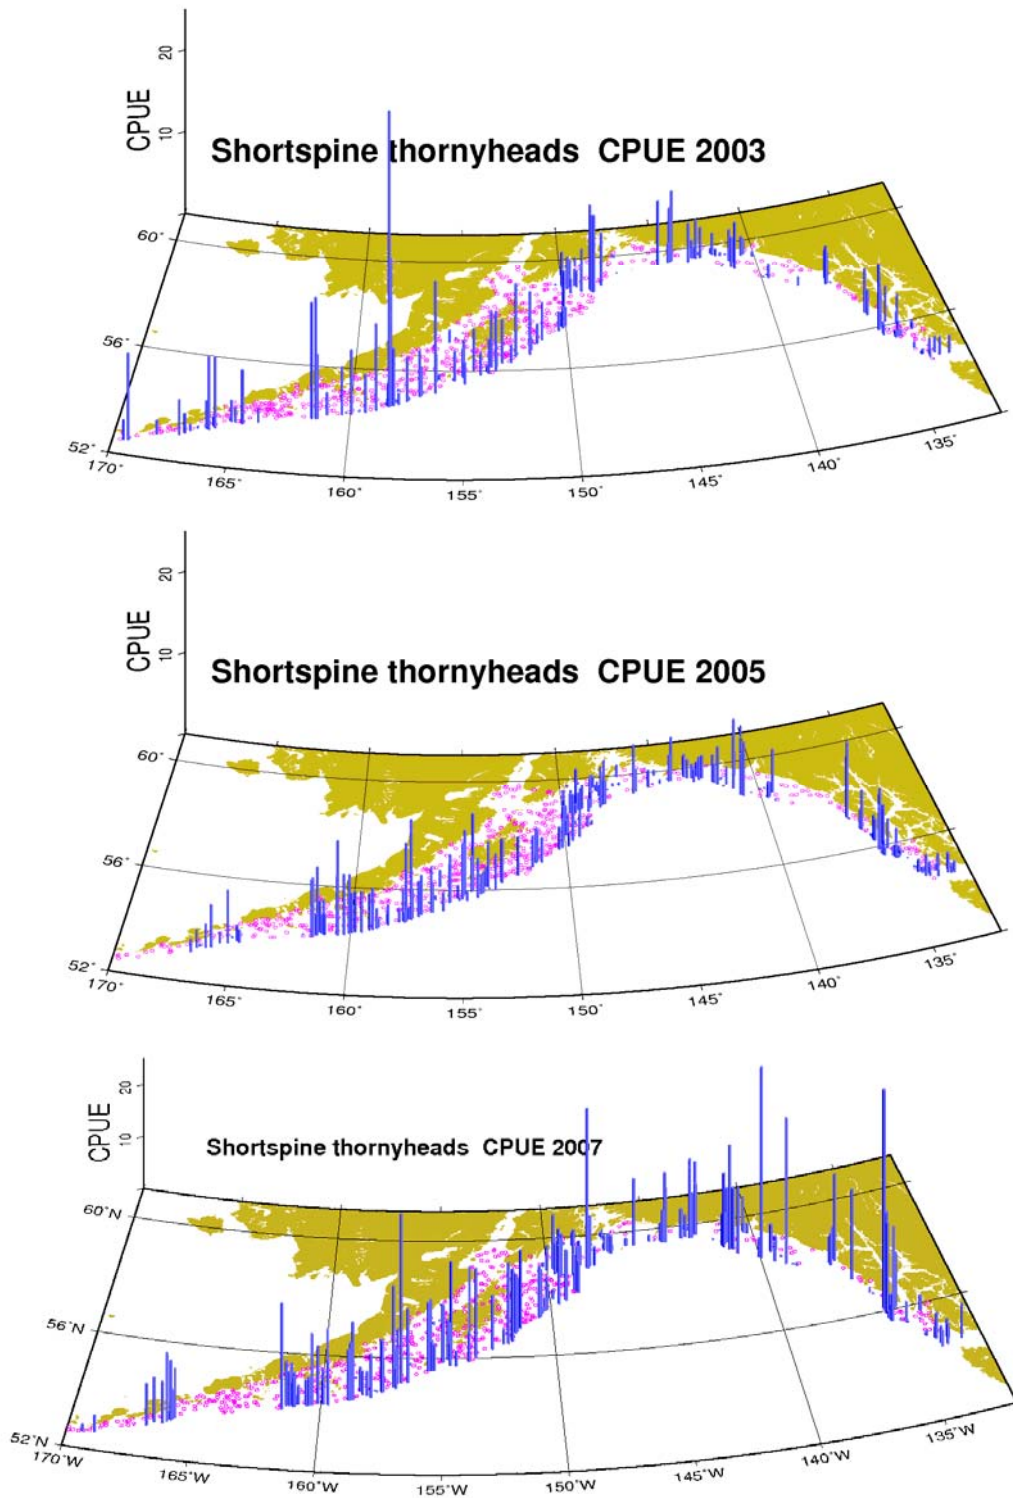 20
10
CPUE
Shortspine thornyheads CPUE 2003
60°
56°
52°
170°
165°
160°
155°
150°
145°
140°
135°
20
10
CPUE
Shortspine thornyheads CPUE 2005
60°
56°
52°
170°
165°
160°
155°
150°
145°
140°
135°
20
10
CPUE
Shortspine thornyheads CPUE 2007
60°N
56°N
52°N
170°W
165°W
160°W
155°W
150°W
145°W
140°W
135°W